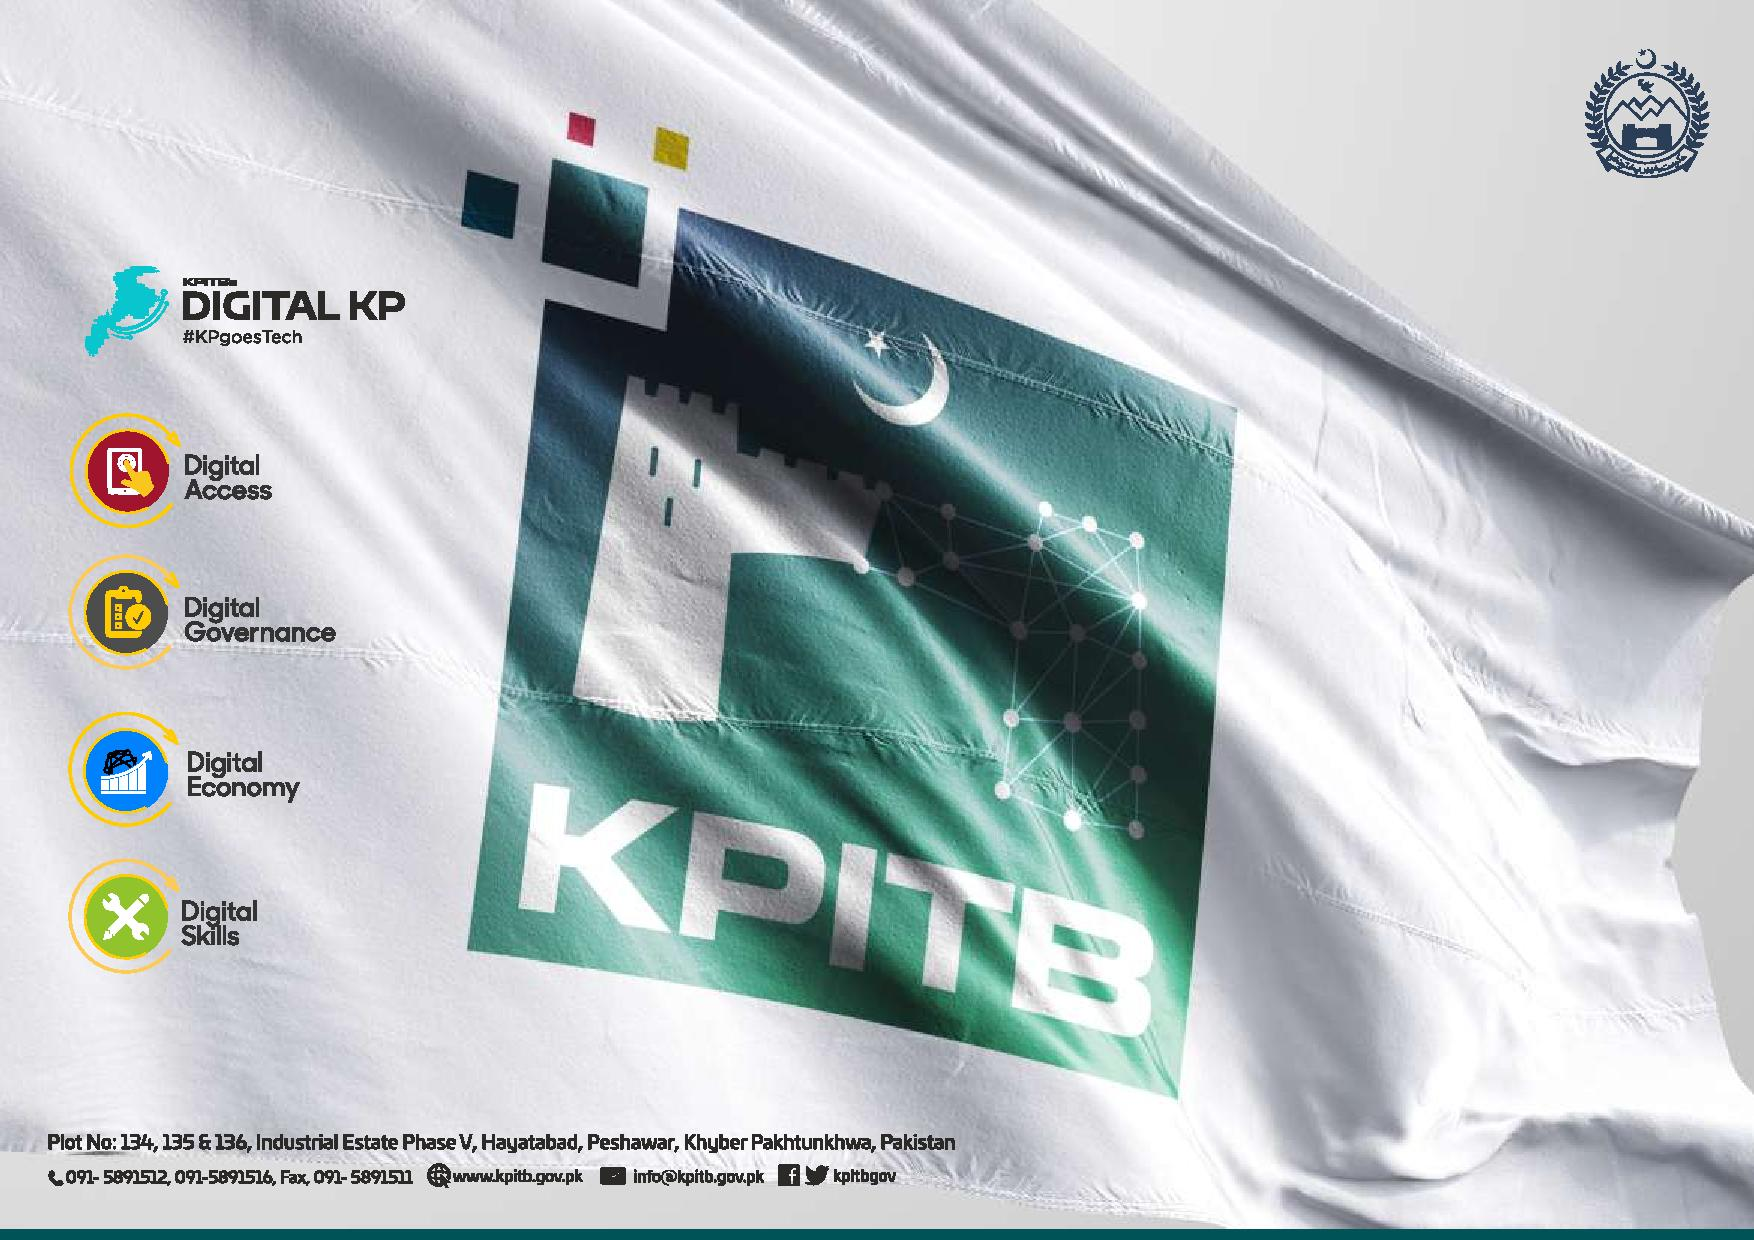 KPITBs
DIGITAL KP
#KPgoesTech
Digital
Access
Digital
Governance
Digital
Economy
Digital
Skills
KPITB
Plot No: 134, 135 & 136, Industrial Estate Phase V, Hayatabad, Peshawar, Khyber Pakhtunkhwa, Pakistan
091- 5891512, 091-5891516, Fax, 091- 5891511 www.kpitb.gov.pk info@kpitb.gov.pk kpitbgov